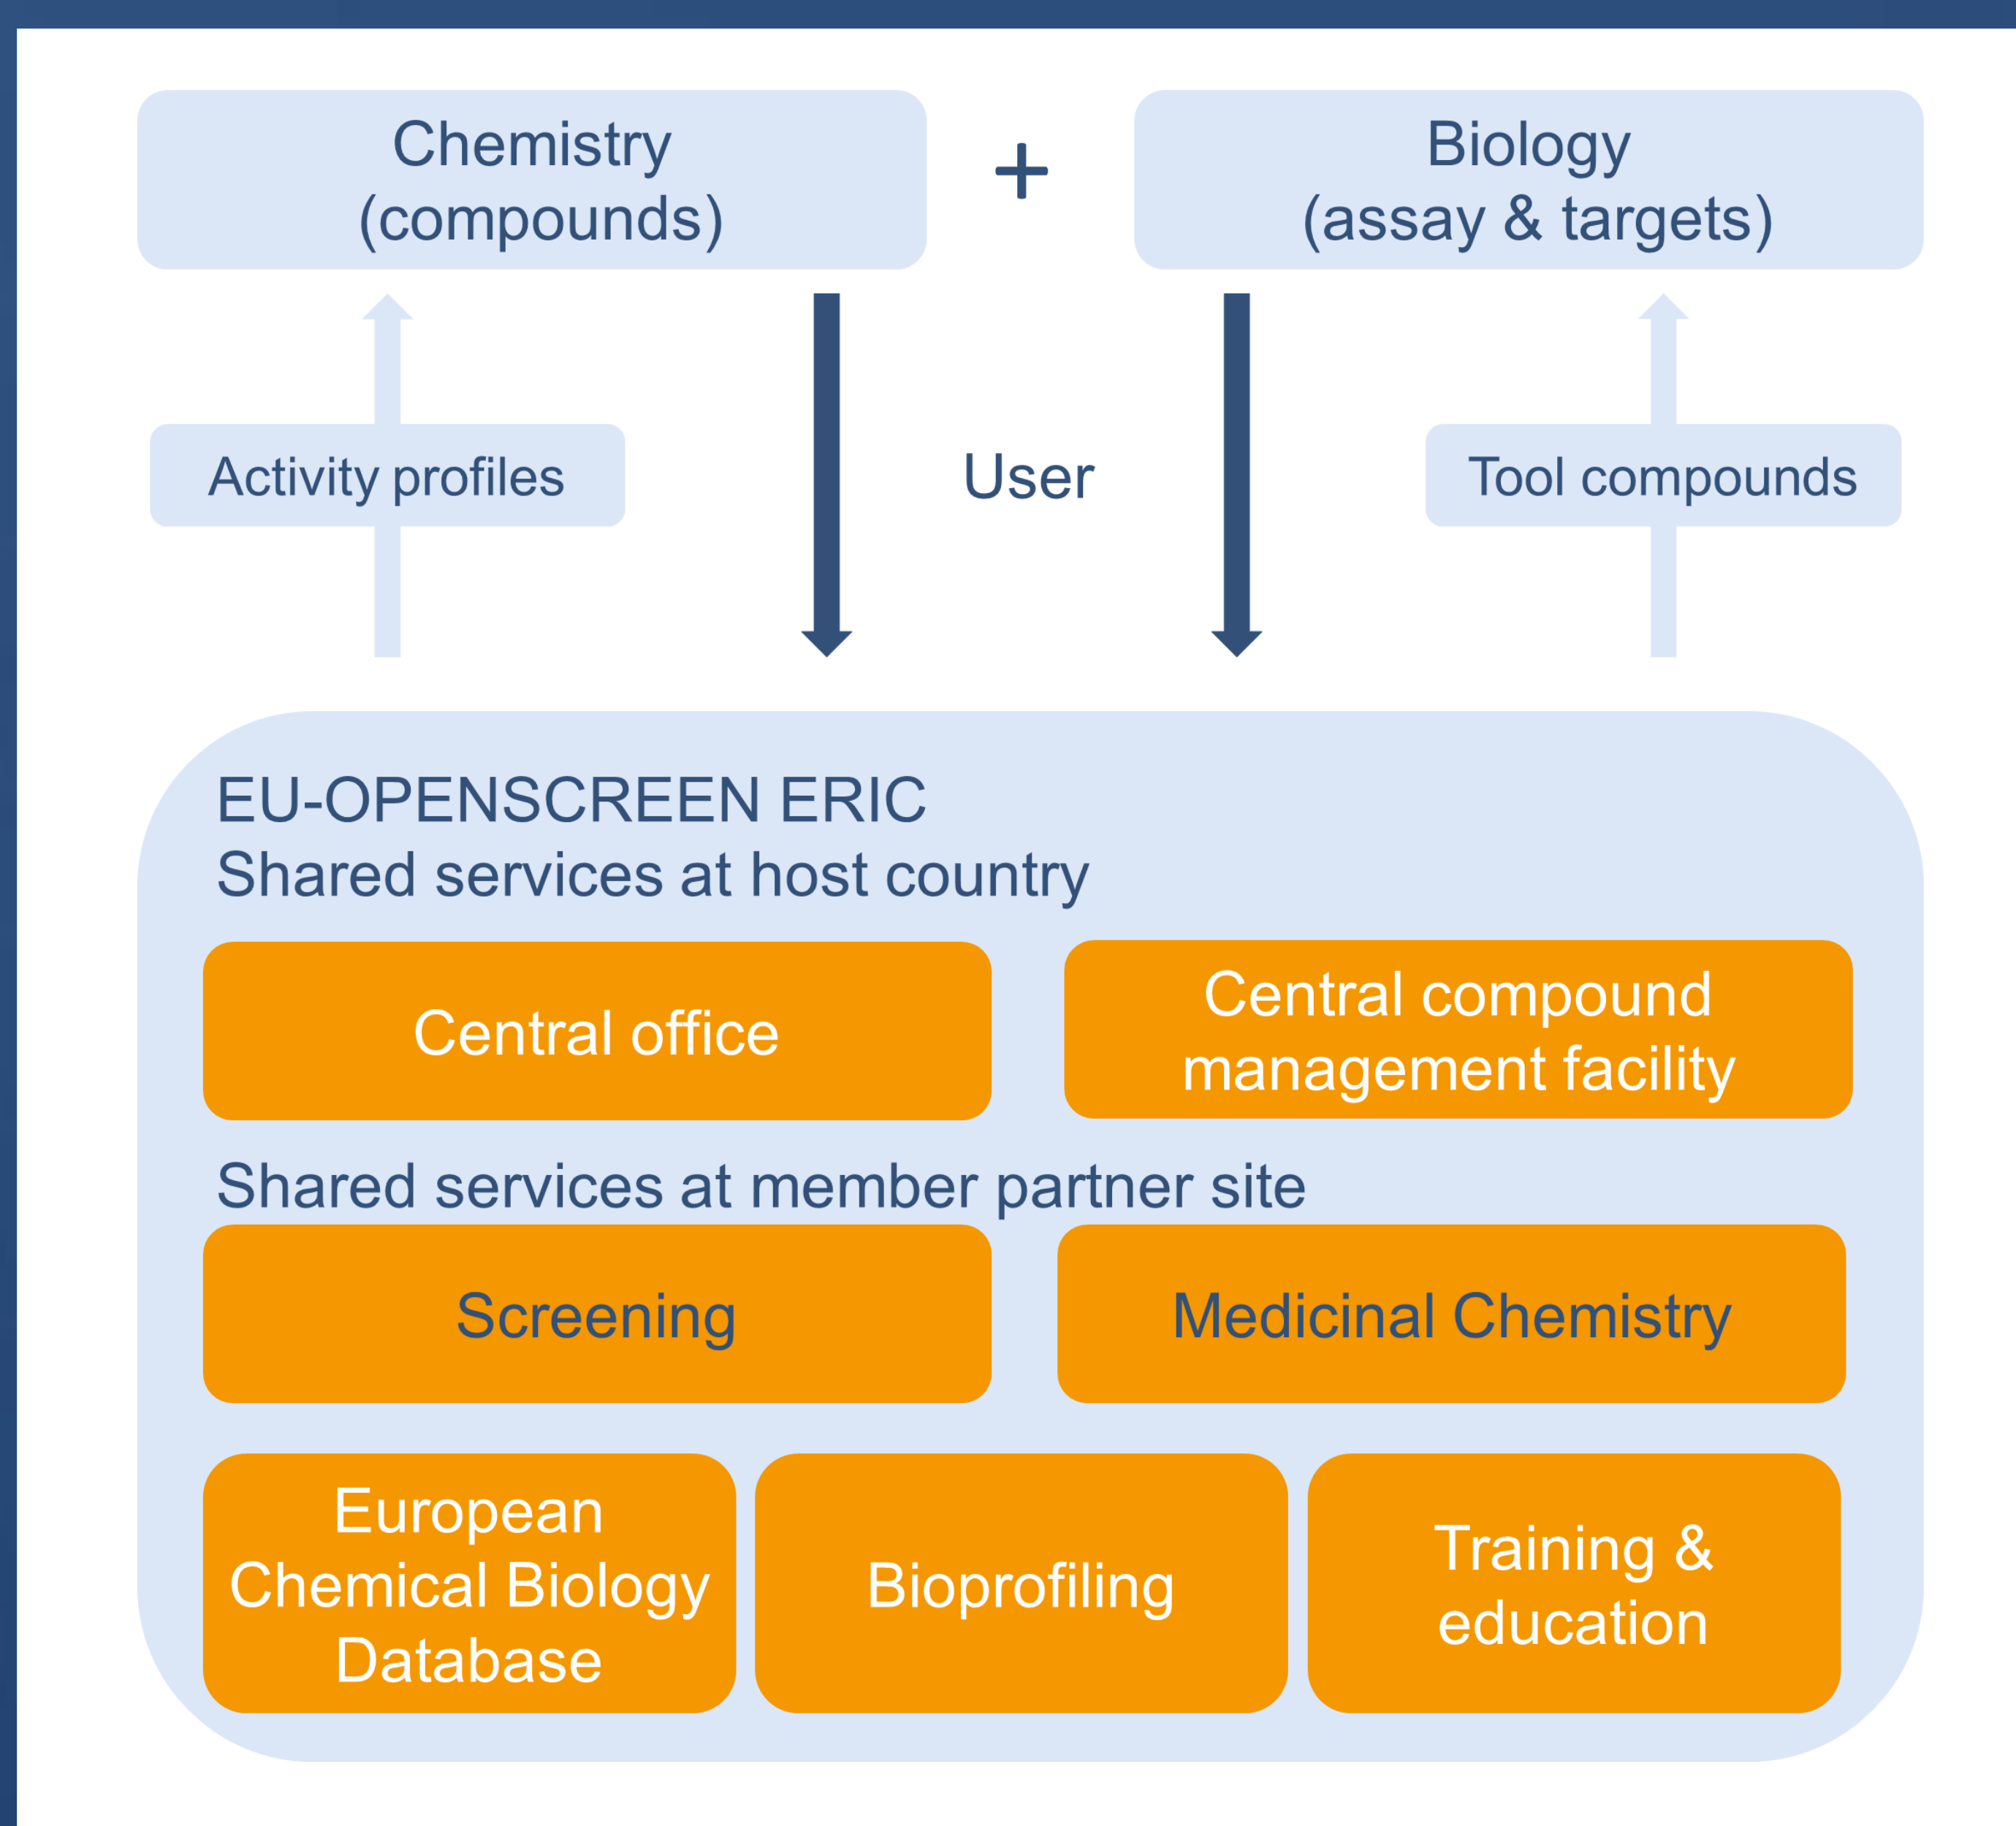 Chemistry
(compounds)
+
Biology
(assay & targets)
Activity profiles
User
Tool compounds
EU-OPENSCREEN ERIC
Shared services at host country
Central office
Central compound
management facility
Shared services at member partner site
Screening
Medicinal Chemistry
European
Chemical Biology
Database
Bioprofiling
Training &
education